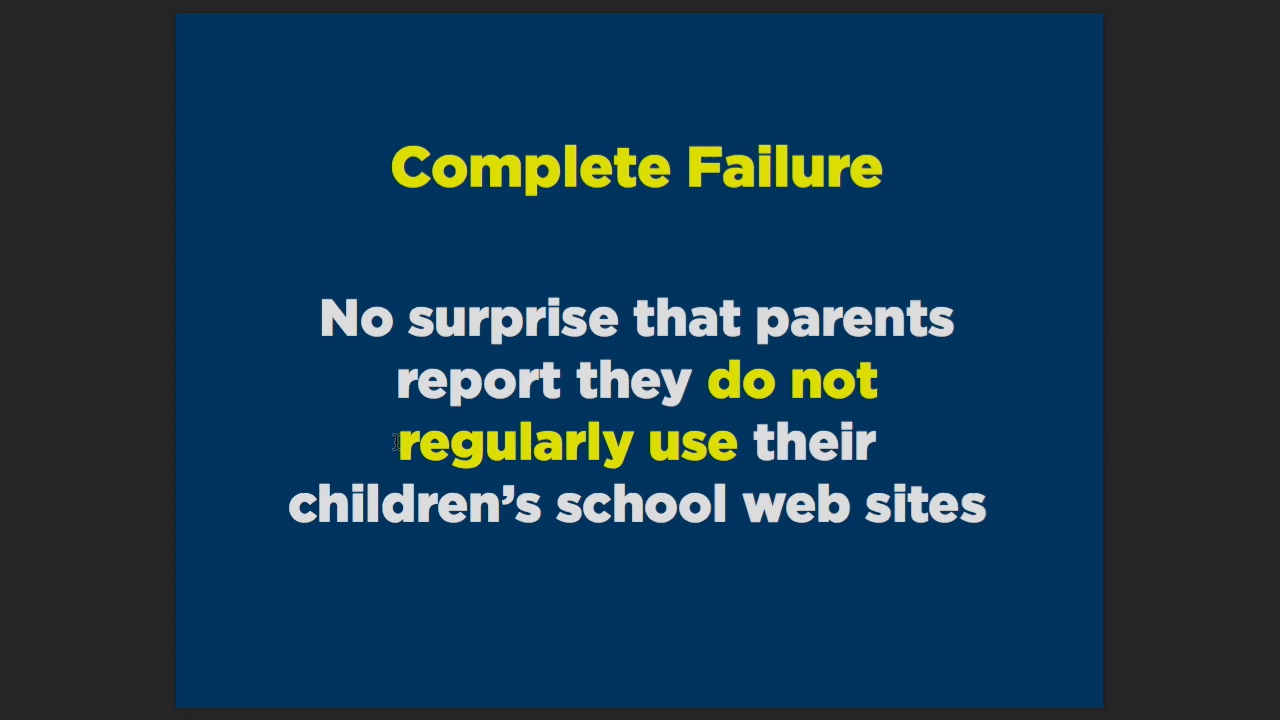 Complete Failure
No surprise that parents
report they do not
regularly use their
children’s school web sites